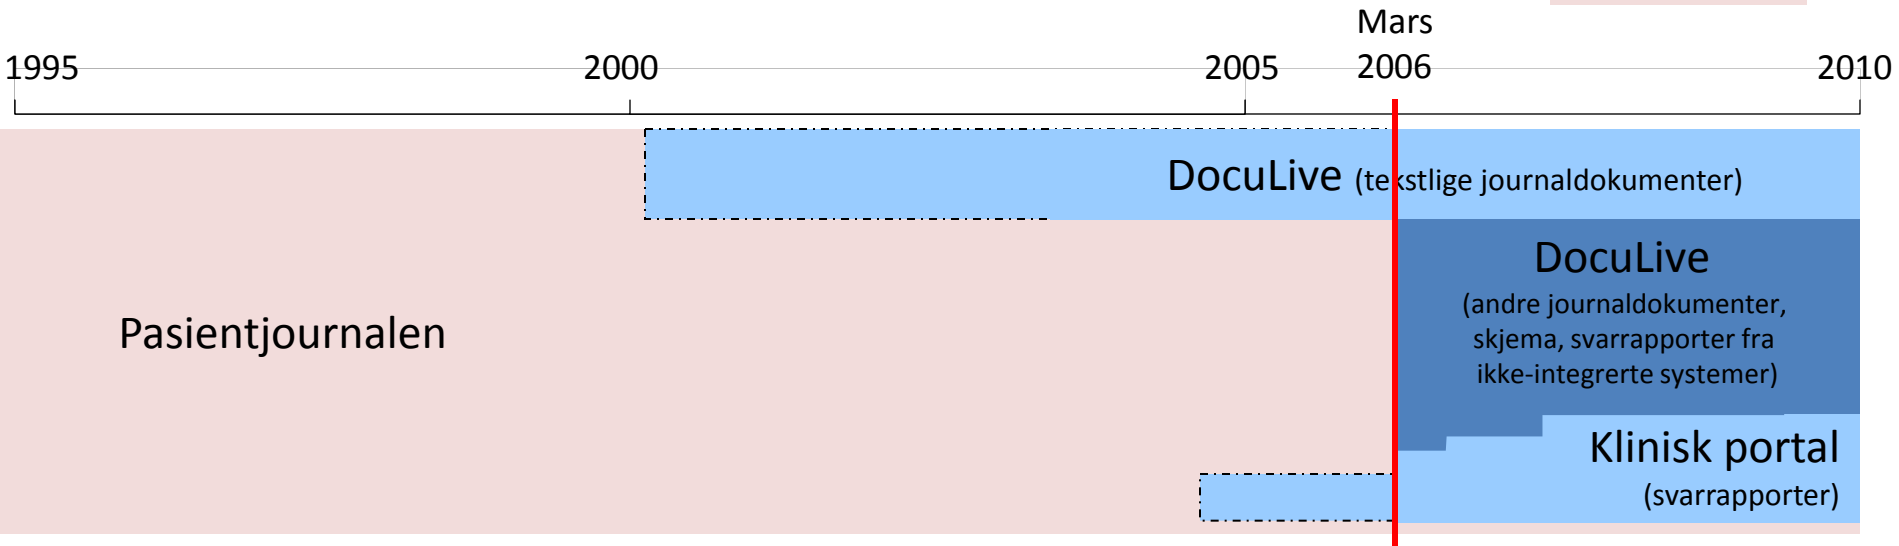 Mars
1995 2000 2005 2006 2010
DocuLive (tekstlige journaldokumenter)
DocuLive
(andre journaldokumenter,
skjema, svarrapporter fra
ikke-integrerte systemer)
Pasientjournalen
Klinisk portal
(svarrapporter)